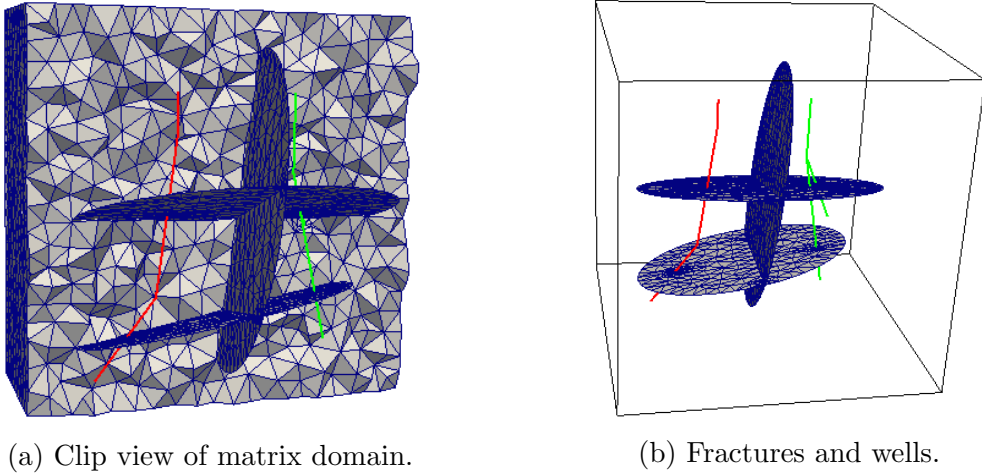 (a) Clip view of matrix domain.
(b) Fractures and wells.